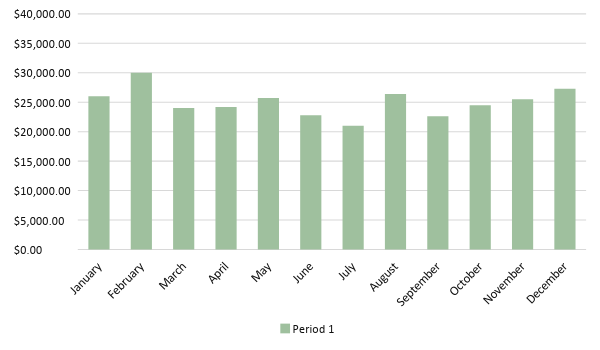 $40,000.00
$35,000.00
$30,000.00
$25,000.00
$20,000.00
$15,000.00
$10,000.00
$5,000.00
$0.00
January
February
March
April
May
June
July
August
September
October
November
December
Period 1